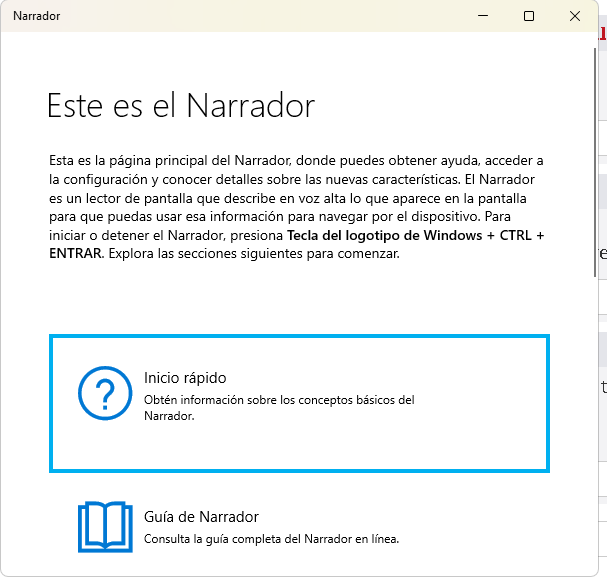 Narrador
Este es el Narrador
Esta es la página principal del Narrador, donde puedes obtener ayuda, acceder a
la configuración y conocer detalles sobre las nuevas características. El Narrador
es un lector de pantalla que describe en voz alta lo que aparece en la pantalla
para que puedas usar esa información para navegar por el dispositivo. Para
iniciar o detener el Narrador, presiona Tecla del logotipo de Windows + CTRL +
ENTRAR. Explora las secciones siguientes para comenzar.
Inicio rápido
Obtén información sobre los conceptos básicos del
Narrador.
Guía de Narrador
Consulta la guía completa del Narrador en línea.